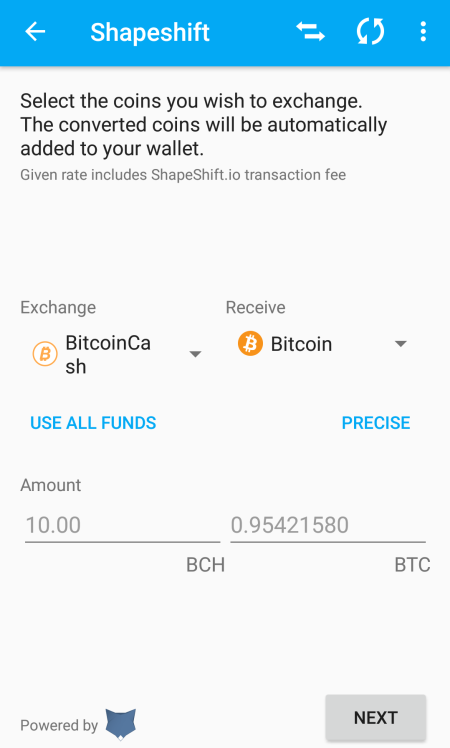 Shapeshift
Select the coins you wish to exchange.
The converted coins will be automatically
added to your wallet.
Given rate includes ShapeShift.io transaction fee
Exchange
Receive
BitcoinCa
sh
Bitcoin
USE ALL FUNDS
PRECISE
Amount
10.00
0.95421580
BCH
BTC
Powered by
NEXT